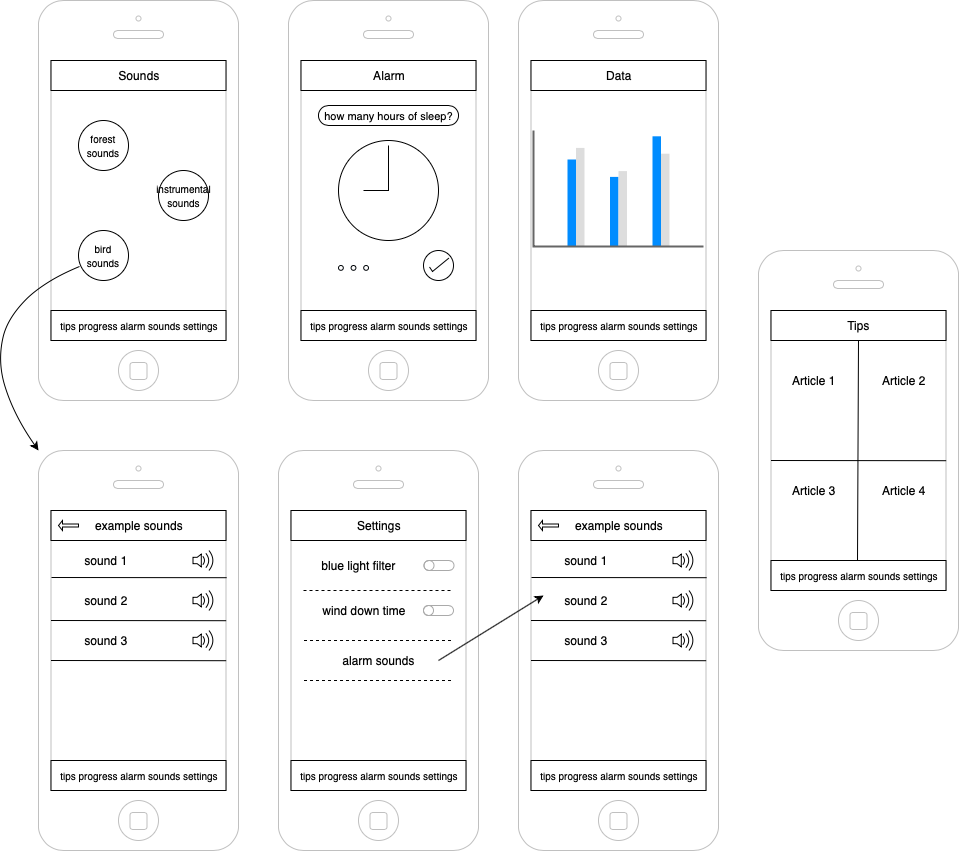 Sounds
forest
sounds
instrumental
sounds
bird
sounds
tips progress alarm sounds settings
Alarm
how many hours of sleep?
tips progress alarm sounds settings
Data
tips progress alarm sounds settings
Tips
Article 1
Article 2
Article 3
Article 4
tips progress alarm sounds settings
example sounds
sound 1
sound 2
sound 3
tips progress alarm sounds settings
Settings
blue light filter
wind down time
alarm sounds
tips progress alarm sounds settings
example sounds
sound 1
sound 2
sound 3
tips progress alarm sounds settings